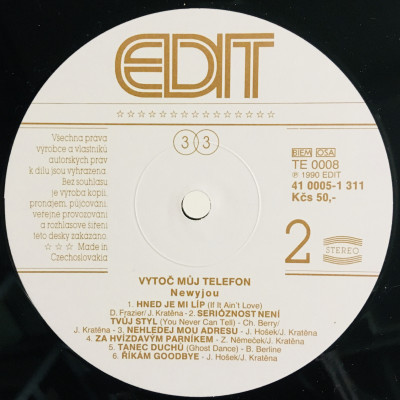 EDIT
☆☆☆☆☆☆☆☆☆☆☆☆☆☆☆
Všechna práva
výrobce a vlastníků
autorských práv
k dílu jsou vyhrazena.
Bez souhlasu
je výroba kopií,
pronájem, půjčování,
veřejné provozování
a rozhlasové šíření
této desky zakázáno.
☆☆☆ Made in
Czechoslovakia
33
BIEM OSA
TE 0008
℗ 1990 EDIT
41 0005-1 311
Kčs 50,-
2
STEREO
VYTOČ MŮJ TELEFON
Newyjou
1. HNED JE MI LÍP (If It Ain't Love)
D. Frazier/ J. Kratěna - 2. SERIÓZNOST NENÍ
TVŮJ STYL (You Never Can Tell) - Ch. Berry/
J. Kratěna - 3. NEHLEDEJ MOU ADRESU - J. Hošek/J. Kratěna
4. ZA HVÍZDAVÝM PARNÍKEM - Z. Němeček/J. Kratěna
5. TANEC DUCHŮ (Ghost Dance) - B. Berline
6. ŘÍKÁM GOODBYE - J. Hošek/J. Kratěna